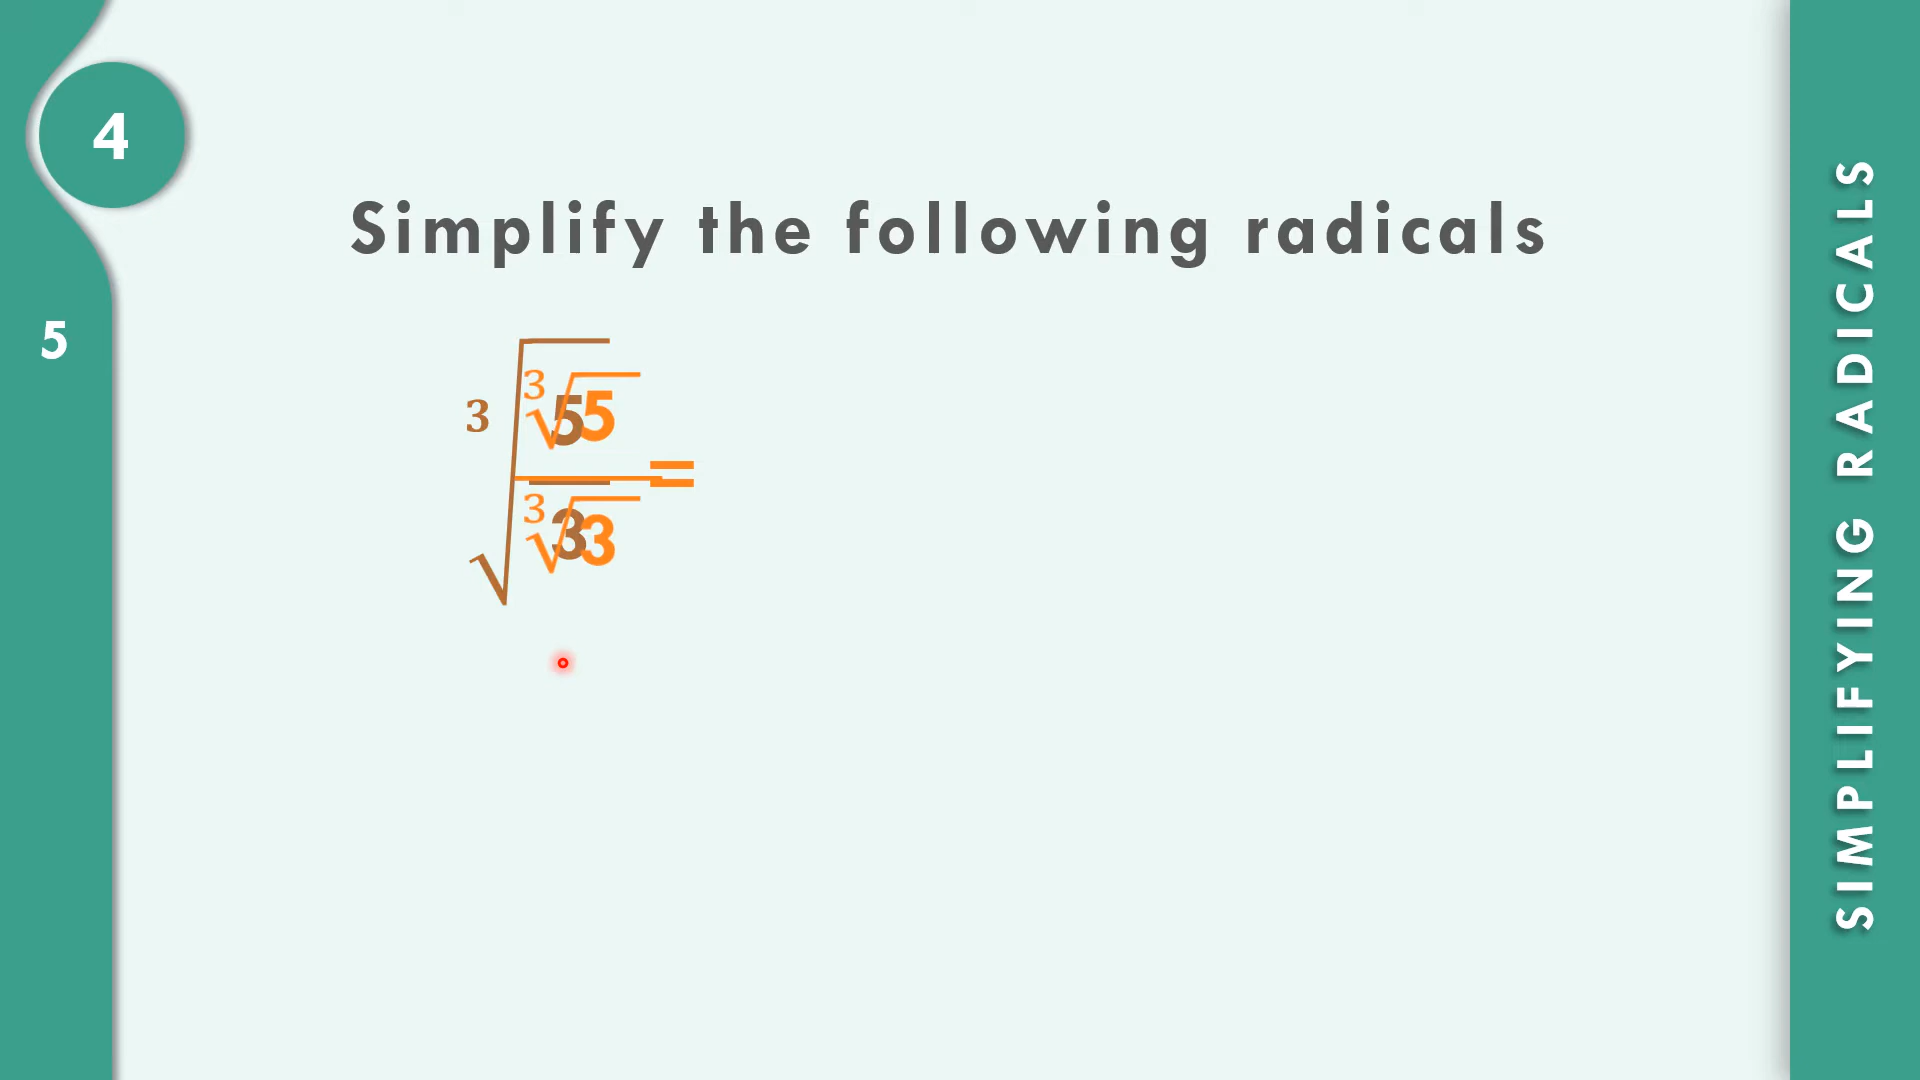 4
Simplify the following radicals
5
3√(5/3)
3√5 / 3√3 =
SIMPLIFYING RADICALS